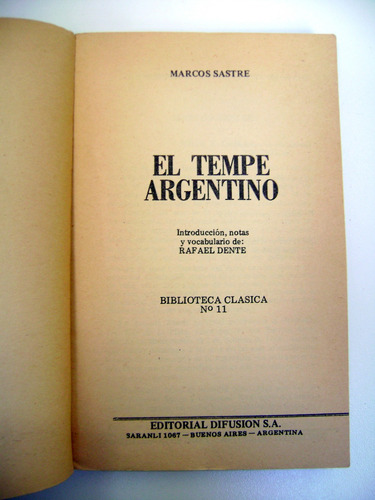 MARCOS SASTRE
EL TEMPE
ARGENTINO
Introducción, notas
y vocabulario de:
RAFAEL DENTE
BIBLIOTECA CLASICA
Nº 11
EDITORIAL DIFUSION S.A.
SARANLI 1067 — BUENOS AIRES — ARGENTINA